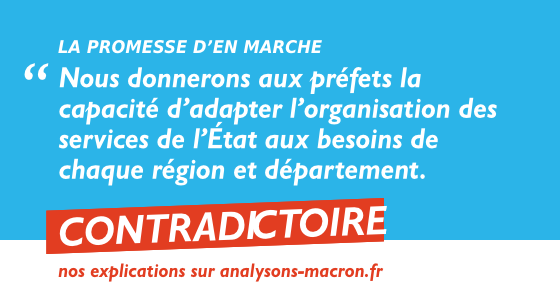 LA PROMESSE D’EN MARCHE
“ Nous donnerons aux préfets la
capacité d’adapter l’organisation des
services de l’État aux besoins de
chaque région et département.
CONTRADICTOIRE
nos explications sur analysons-macron.fr